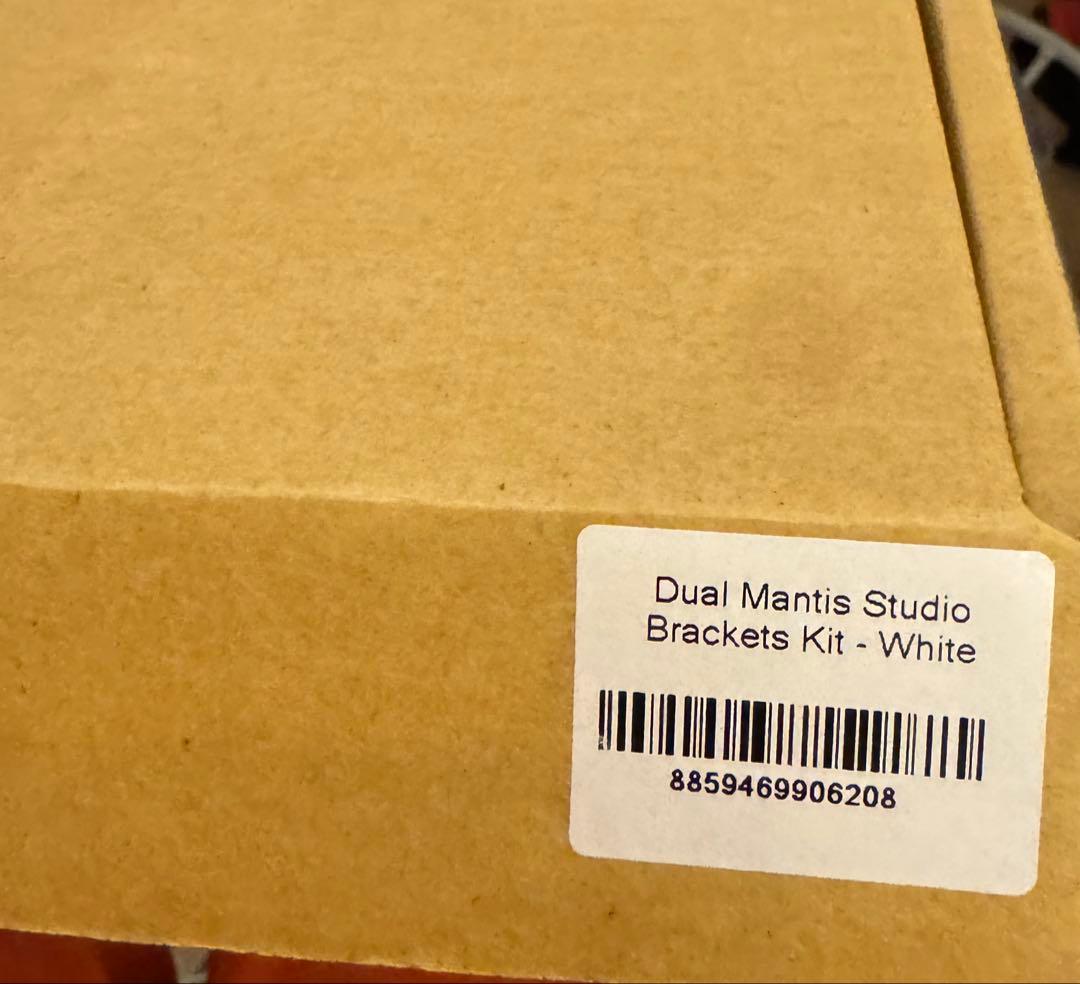 Dual Mantis Studio
Brackets Kit - White
8859469906208